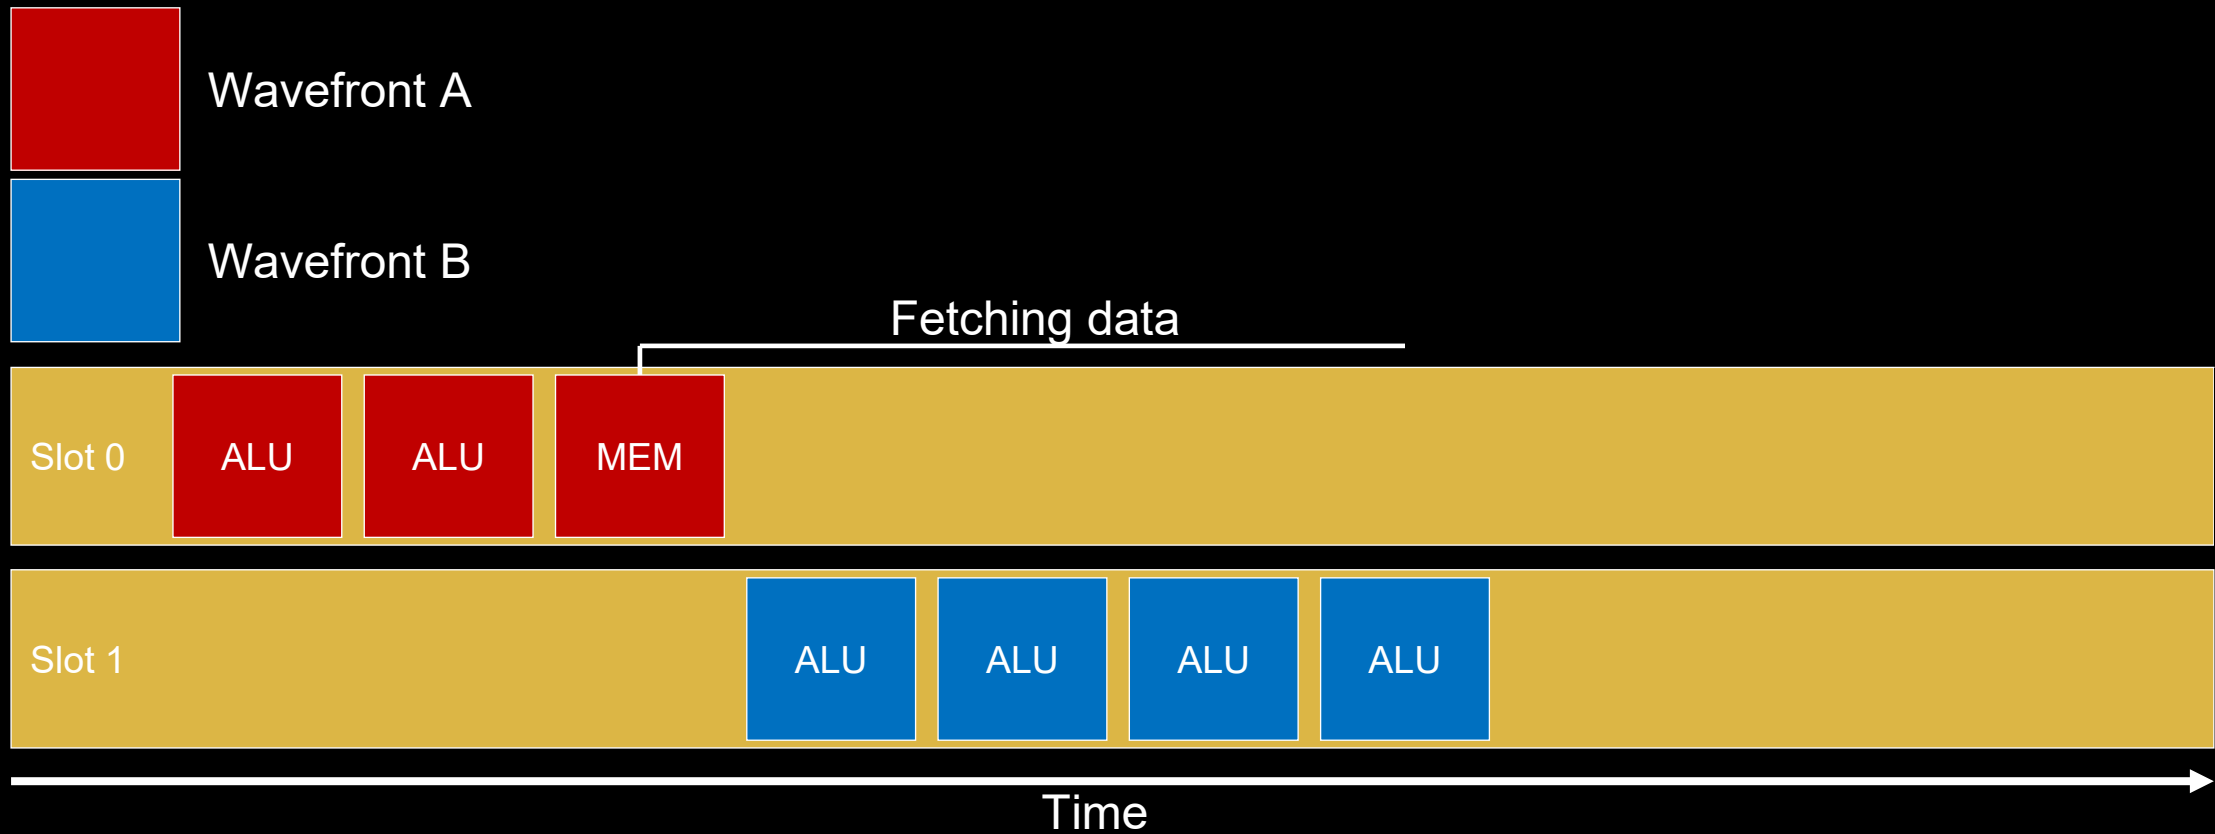 Wavefront A
Wavefront B
Fetching data
Slot 0 ALU ALU MEM
Slot 1 ALU ALU ALU ALU
Time